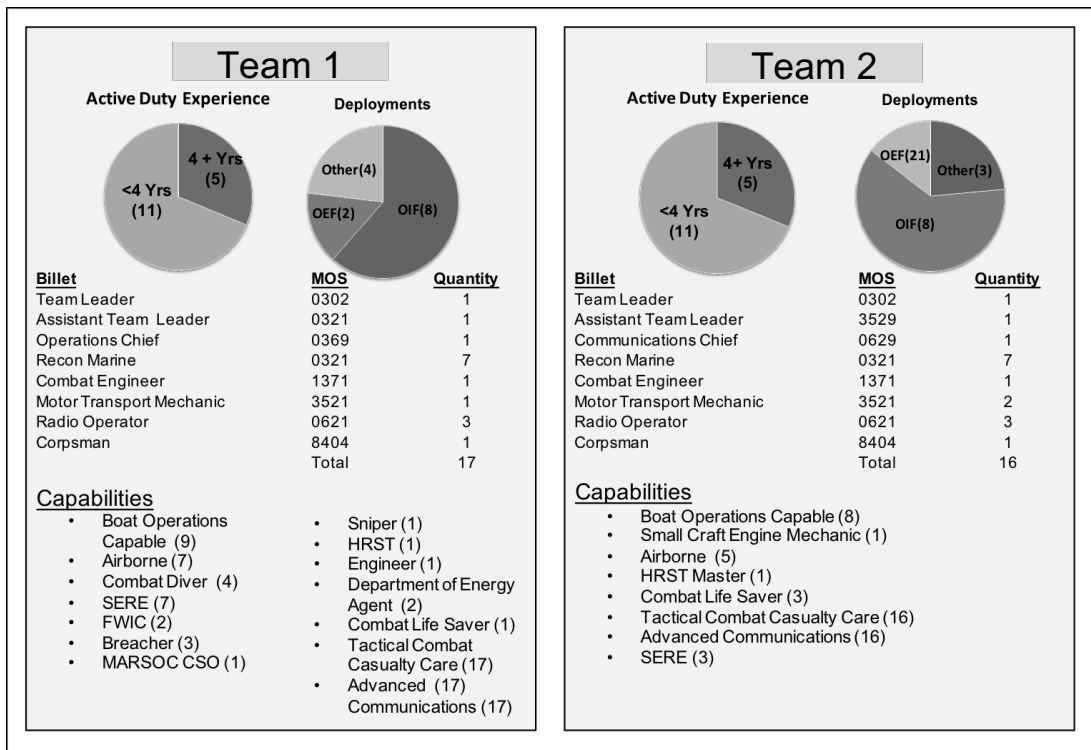 Team 1
Active Duty Experience
Deployments
4 + Yrs
(5)
<4 Yrs
(11)
Other(4)
OEF(2)
OIF(8)
Billet MOS Quantity
Team Leader 0302 1
Assistant Team Leader 0321 1
Operations Chief 0369 1
Recon Marine 0321 7
Combat Engineer 1371 1
Motor Transport Mechanic 3521 1
Radio Operator 0621 3
Corpsman 8404 1
Total 17
Capabilities
• Boat Operations
Capable (9)
• Airborne (7)
• Combat Diver (4)
• SERE (7)
• FWIC (2)
• Breacher (3)
• MARSOC CSO (1)
• Sniper (1)
• HRST (1)
• Engineer (1)
• Department of Energy
Agent (2)
• Combat Life Saver (1)
• Tactical Combat
Casualty Care (17)
• Advanced (17)
Communications (17)
Team 2
Active Duty Experience
Deployments
4+ Yrs
(5)
<4 Yrs
(11)
OEF(21)
Other(3)
OIF(8)
Billet MOS Quantity
Team Leader 0302 1
Assistant Team Leader 3529 1
Communications Chief 0629 1
Recon Marine 0321 7
Combat Engineer 1371 1
Motor Transport Mechanic 3521 2
Radio Operator 0621 3
Corpsman 8404 1
Total 16
Capabilities
• Boat Operations Capable (8)
• Small Craft Engine Mechanic (1)
• Airborne (5)
• HRST Master (1)
• Combat Life Saver (3)
• Tactical Combat Casualty Care (16)
• Advanced Communications (16)
• SERE (3)